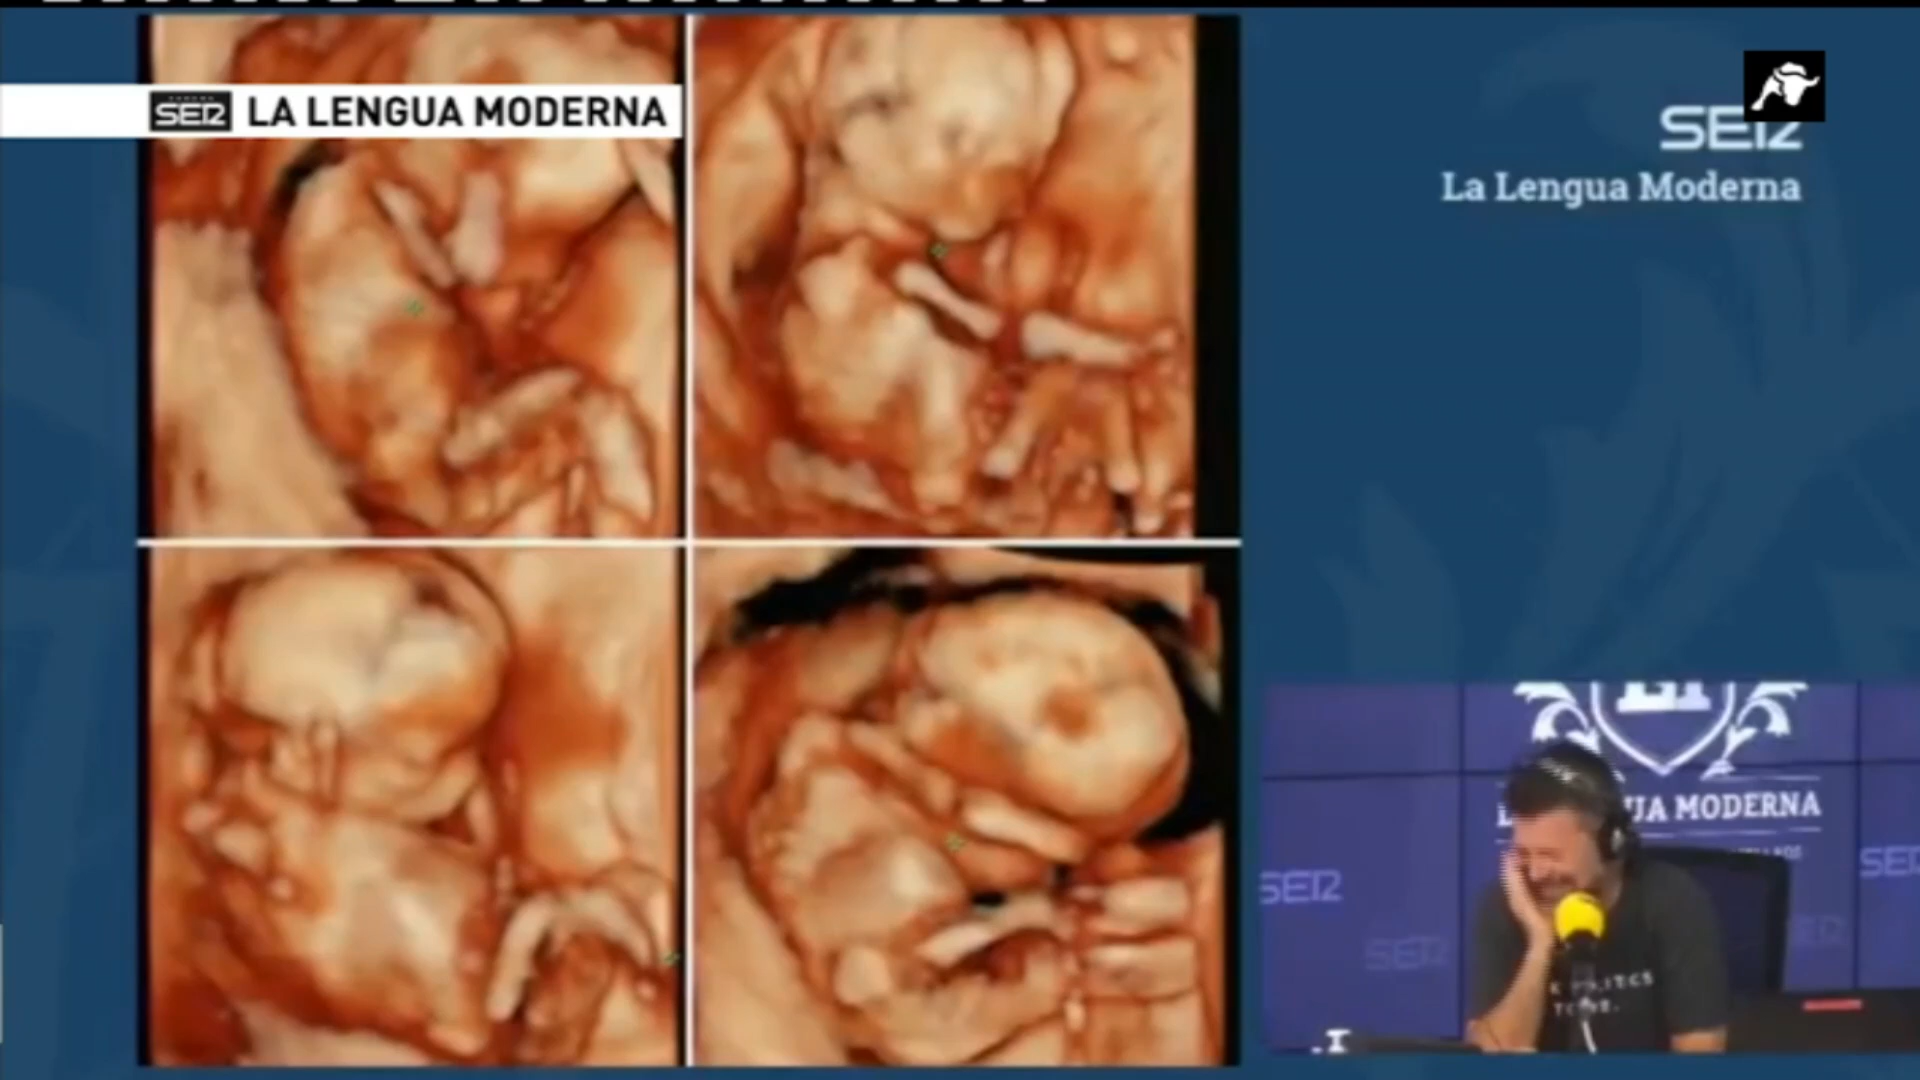 SER LA LENGUA MODERNA
SER
La Lengua Moderna
UA MODERNA
SER
SER
SER